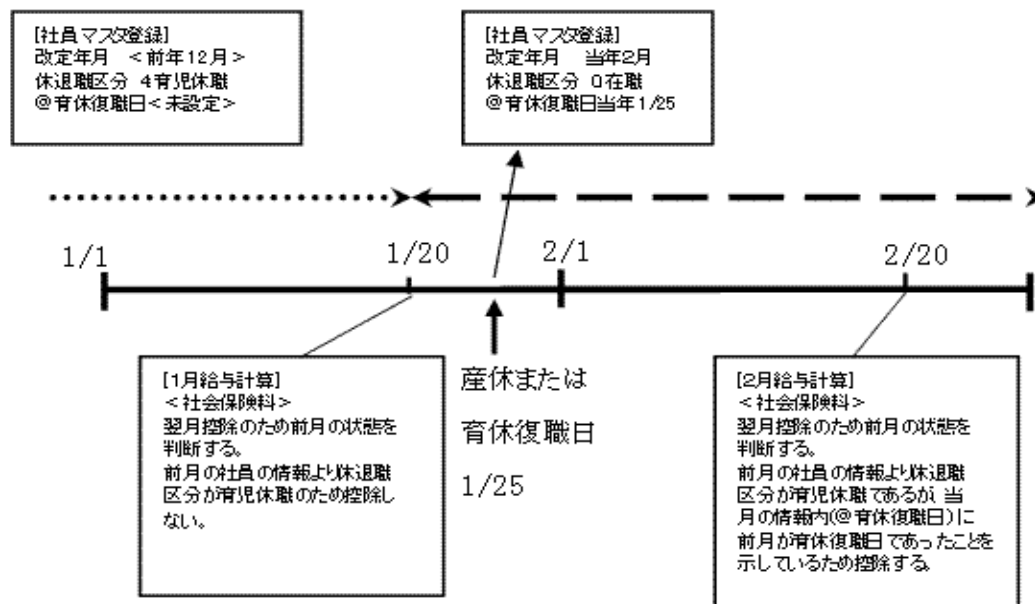 [社員マスタ登録]
改定年月　＜前年12月＞
休退職区分 4育児休職
@育休復職日＜未設定＞
[社員マスタ登録]
改定年月　当年2月
休退職区分 0在職
@育休復職日当年1/25
1/1
1/20
2/1
2/20
[1月給与計算]
＜社会保険料＞
翌月控除のため前月の状態を
判断する。
前月の社員の情報より休退職
区分が育児休職のため控除し
ない。
産休または
育休復職日
1/25
[2月給与計算]
＜社会保険料＞
翌月控除のため前月の状態を
判断する。
前月の社員の情報より休退職
区分が育児休職であるが、当
月の情報内(@育休復職日)に
前月が育休復職日であったことを
示しているため控除する。